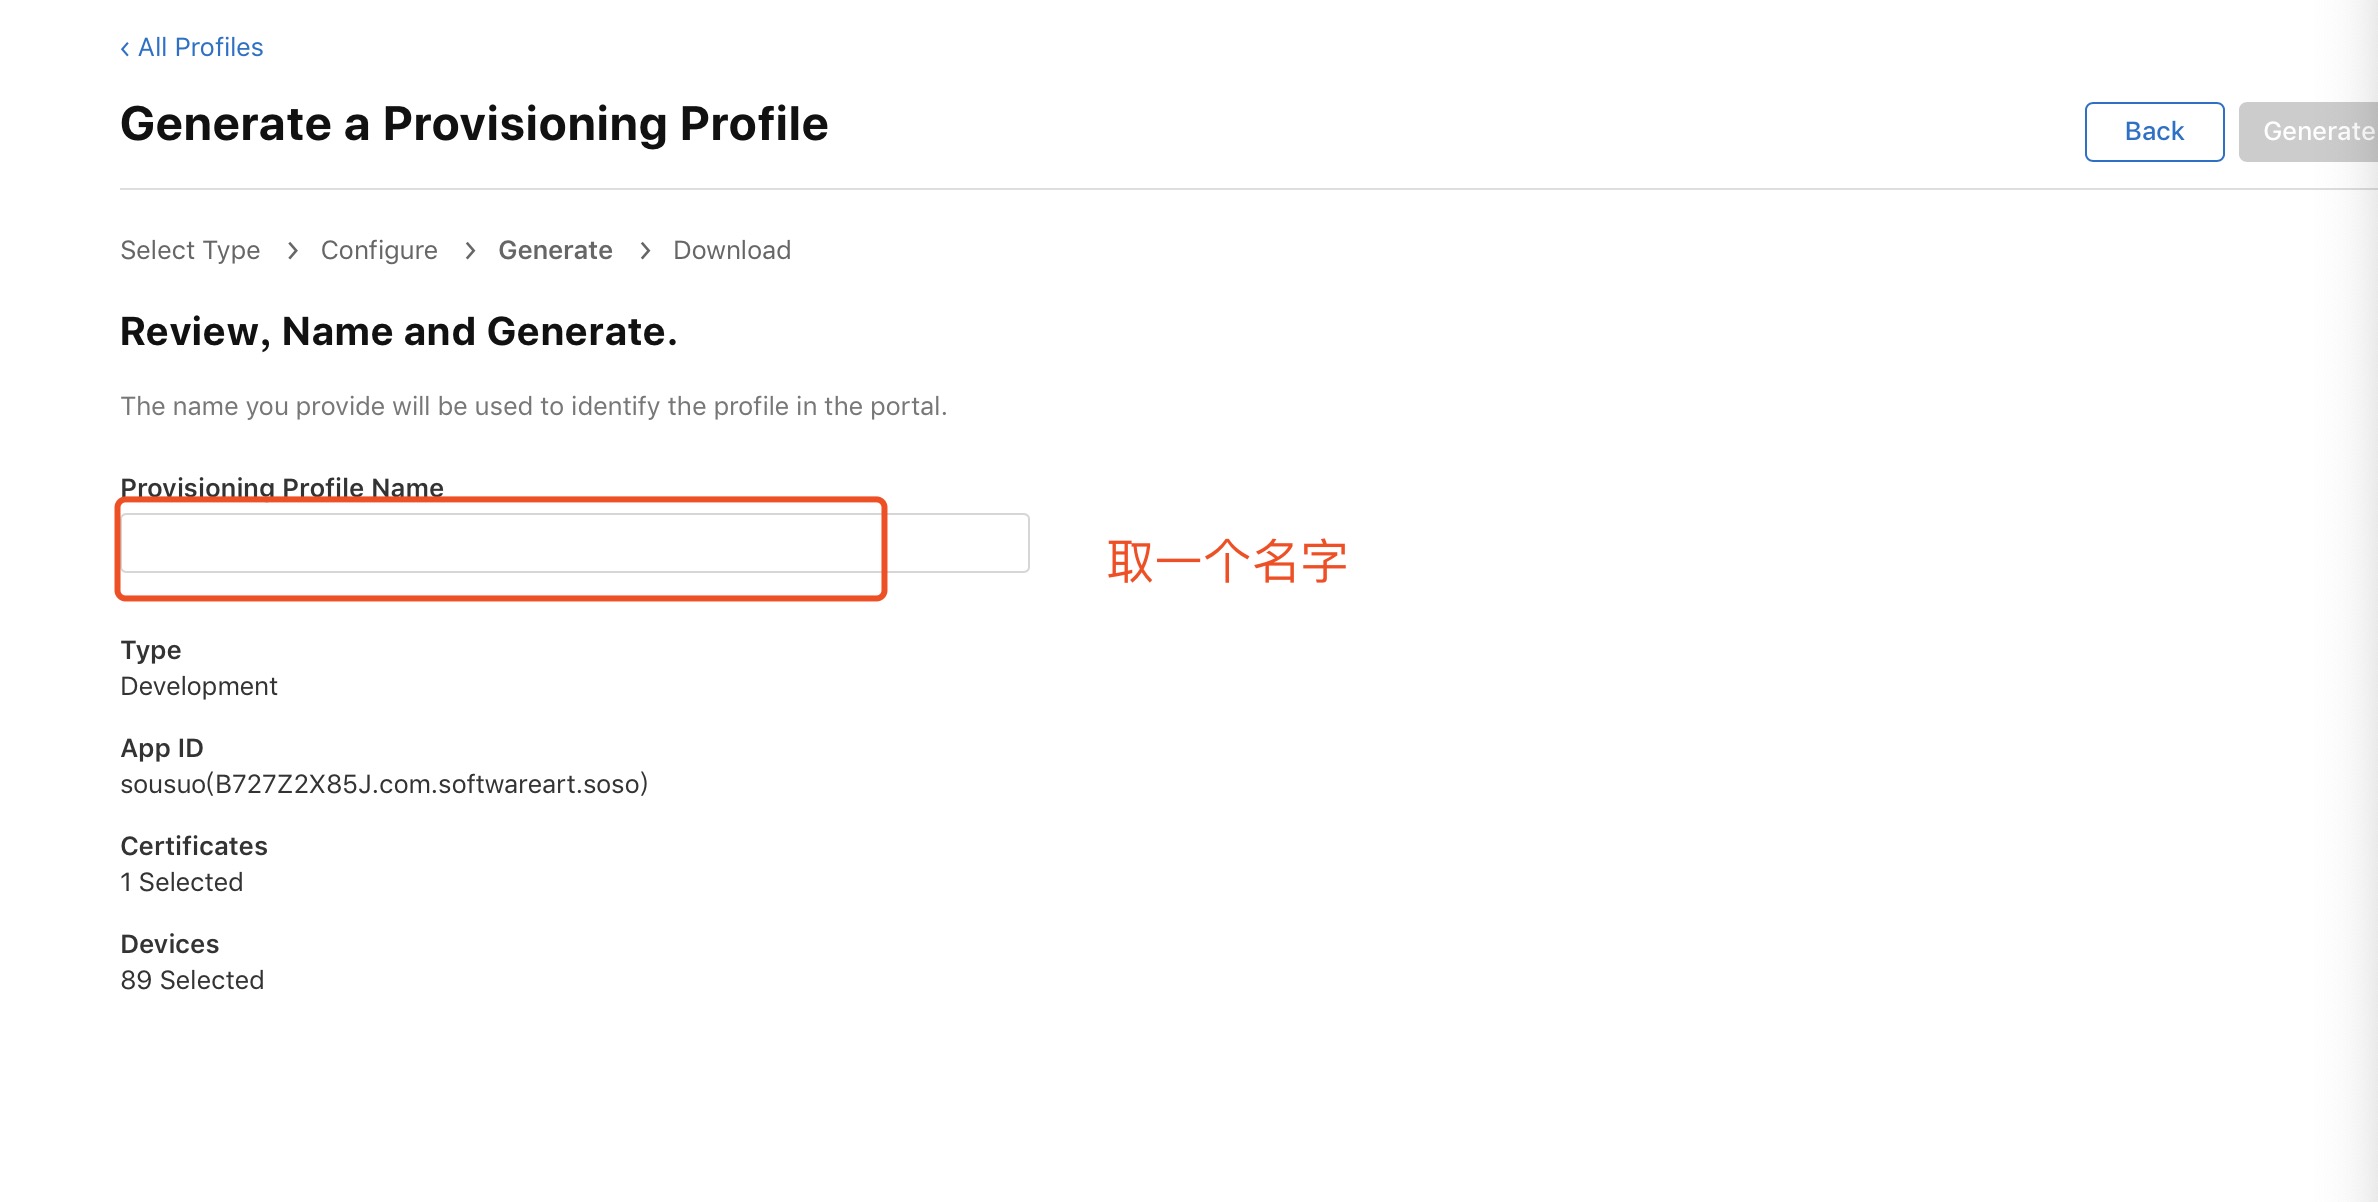 ‹ All Profiles
Generate a Provisioning Profile
Back
Generate
Select Type > Configure > Generate > Download
Review, Name and Generate.
The name you provide will be used to identify the profile in the portal.
Provisioning Profile Name
取一个名字
Type
Development
App ID
sousuo(B727Z2X85J.com.softwareart.soso)
Certificates
1 Selected
Devices
89 Selected